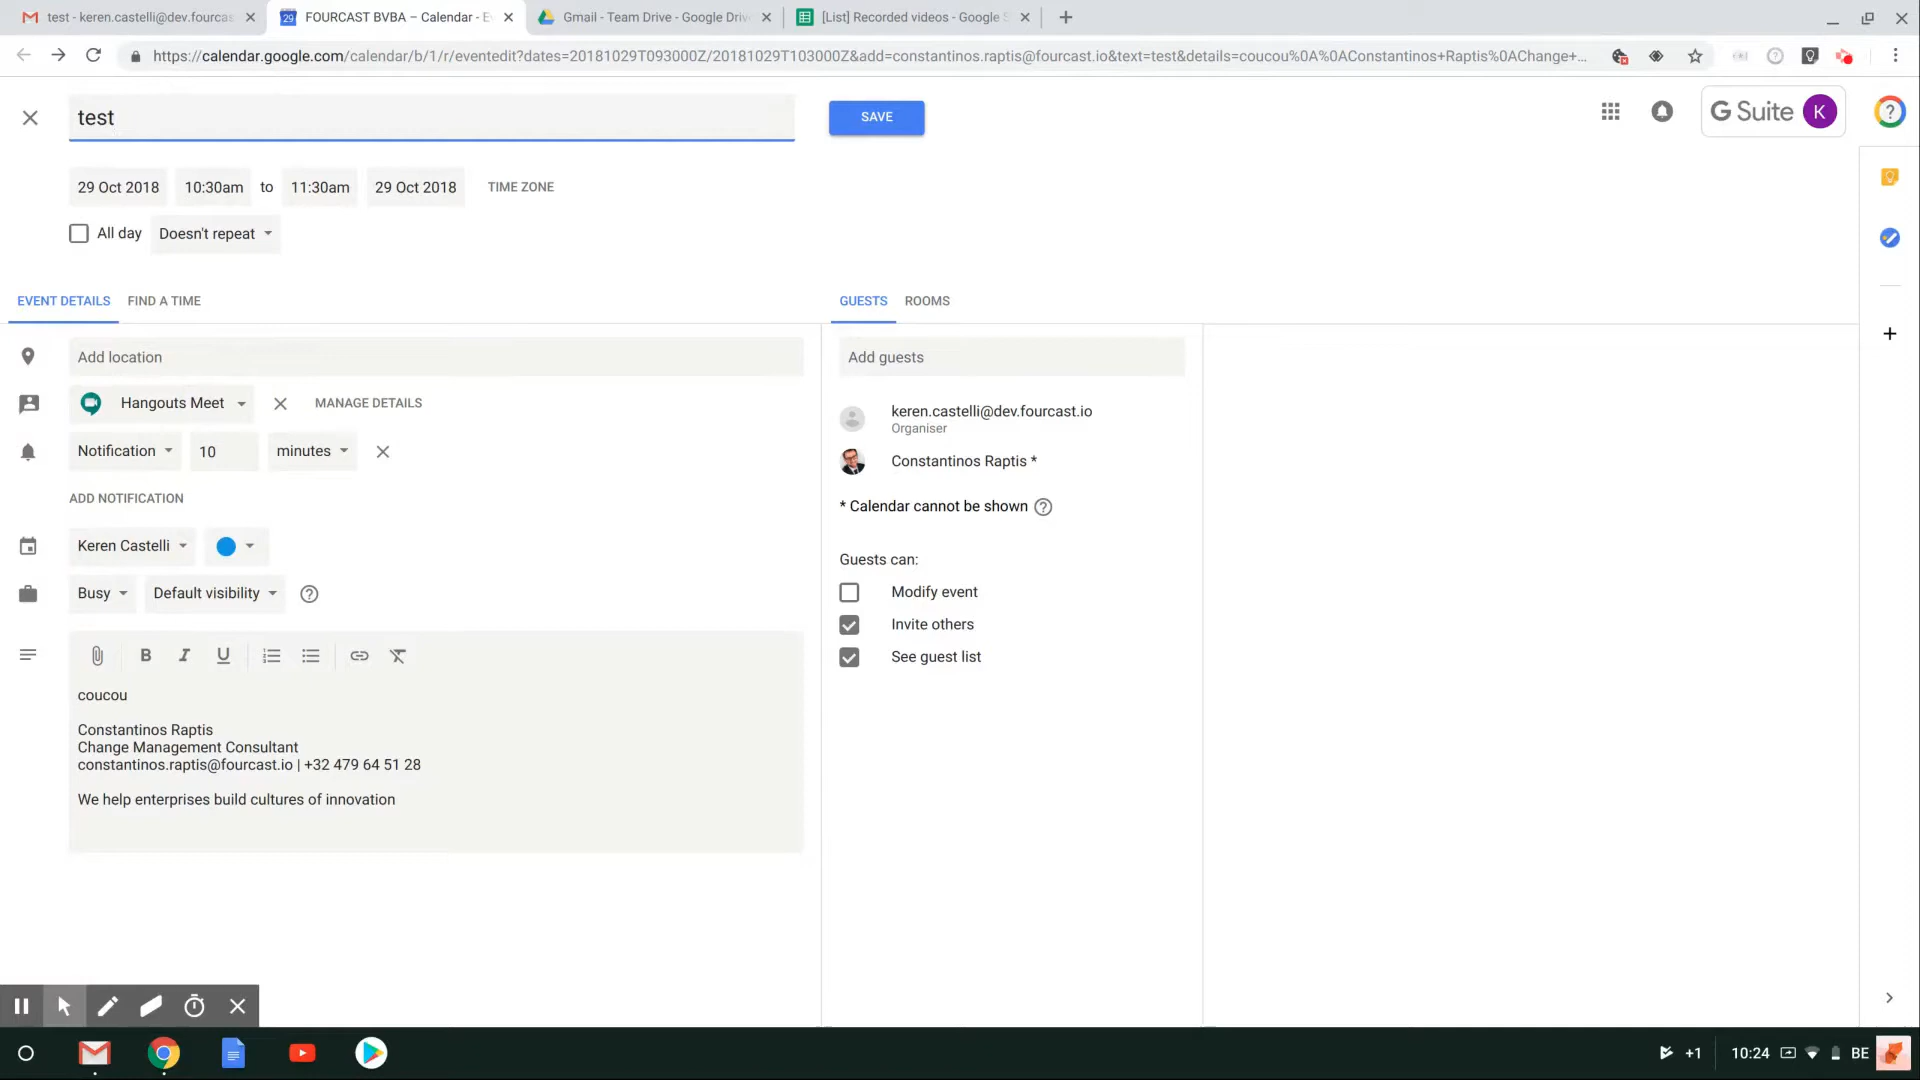 test - keren.castelli@dev.fourcas
FOURCAST BVBA – Calendar - E
Gmail - Team Drive - Google Driv
[List] Recorded videos - Google S
https://calendar.google.com/calendar/b/1/r/eventedit?dates=20181029T093000Z/20181029T103000Z&add=constantinos.raptis@fourcast.io&text=test&details=coucou%0A%0AConstantinos+Raptis%0AChange+...
test
SAVE
G Suite
K
29 Oct 2018
10:30am
to
11:30am
29 Oct 2018
TIME ZONE
All day
Doesn't repeat
EVENT DETAILS
FIND A TIME
GUESTS
ROOMS
Add location
Add guests
Hangouts Meet
MANAGE DETAILS
keren.castelli@dev.fourcast.io
Organiser
Notification
10
minutes
Constantinos Raptis *
ADD NOTIFICATION
* Calendar cannot be shown
Keren Castelli
Guests can:
Busy
Default visibility
Modify event
Invite others
See guest list
coucou
Constantinos Raptis
Change Management Consultant
constantinos.raptis@fourcast.io | +32 479 64 51 28
We help enterprises build cultures of innovation
+1
10:24
BE